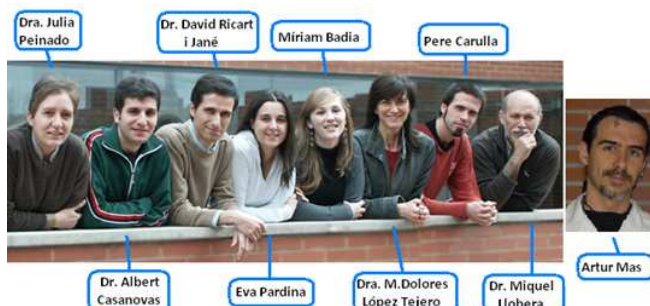 Dra. Julia
Peinado
Dr. David Ricart
i Jané
Míriam Badia
Pere Carulla
Dr. Albert
Casanovas
Eva Pardina
Dra. M.Dolores
López Tejero
Dr. Miquel
Llobera
Artur Mas